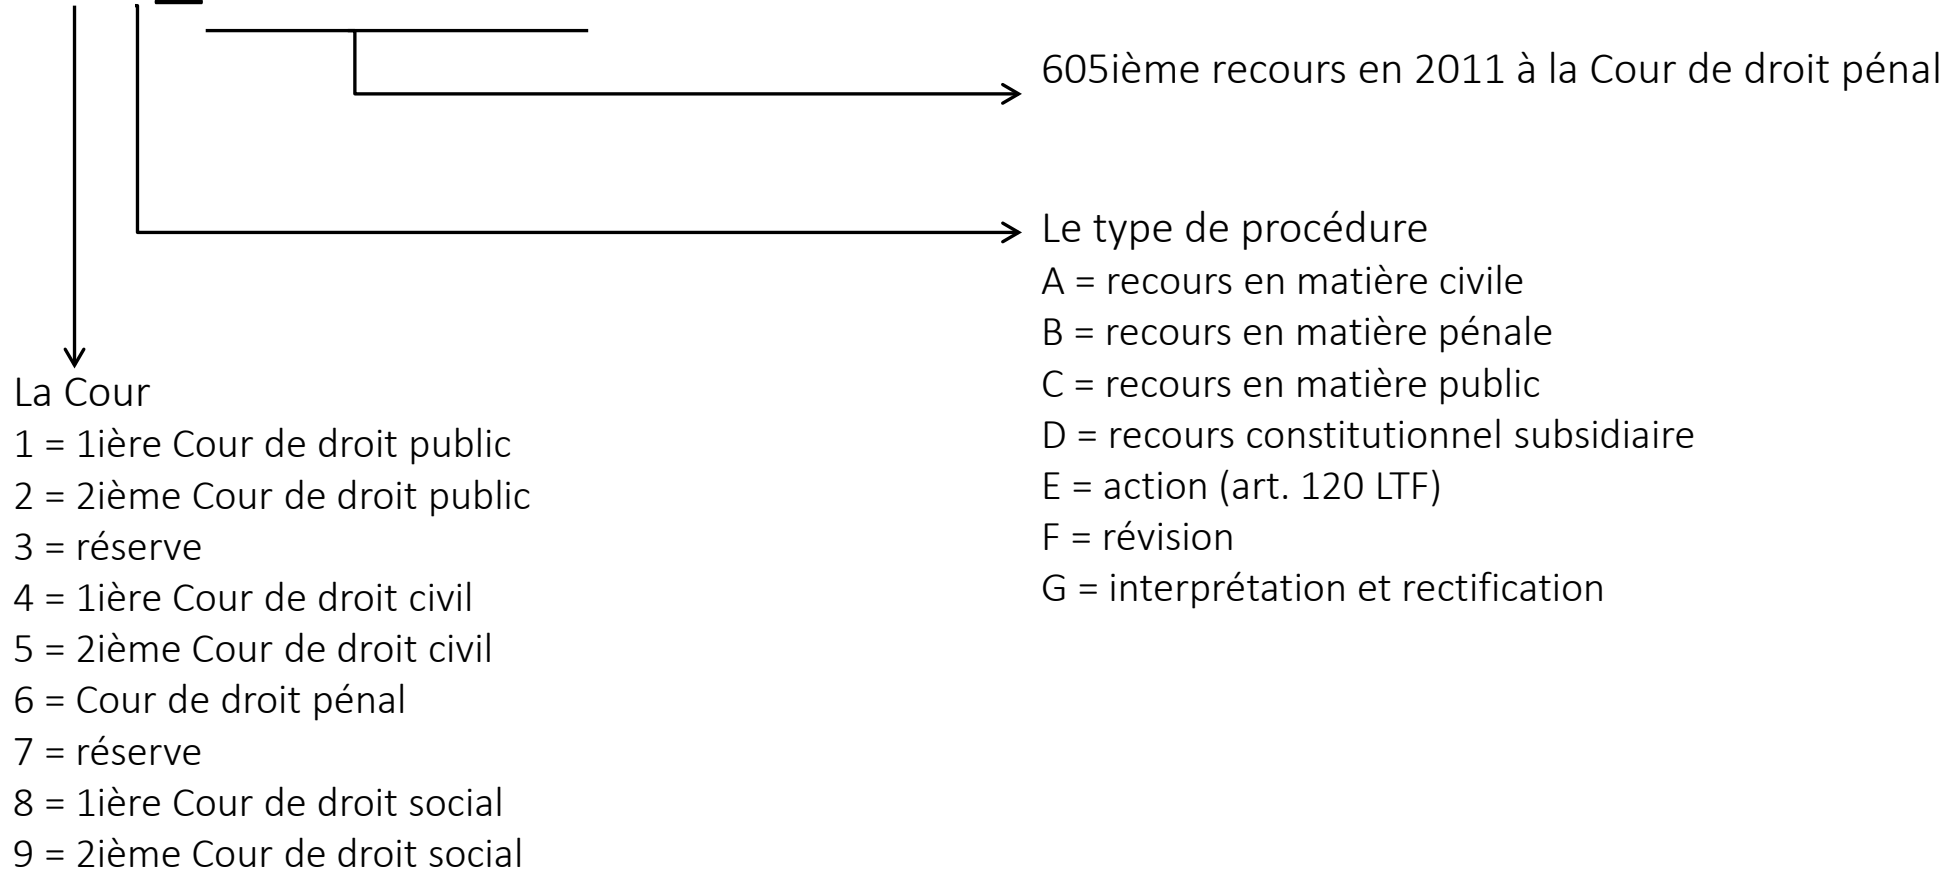 605ième recours en 2011 à la Cour de droit pénal
Le type de procédure
A = recours en matière civile
B = recours en matière pénale
C = recours en matière public
D = recours constitutionnel subsidiaire
E = action (art. 120 LTF)
F = révision
G = interprétation et rectification
La Cour
1 = 1ière Cour de droit public
2 = 2ième Cour de droit public
3 = réserve
4 = 1ière Cour de droit civil
5 = 2ième Cour de droit civil
6 = Cour de droit pénal
7 = réserve
8 = 1ière Cour de droit social
9 = 2ième Cour de droit social